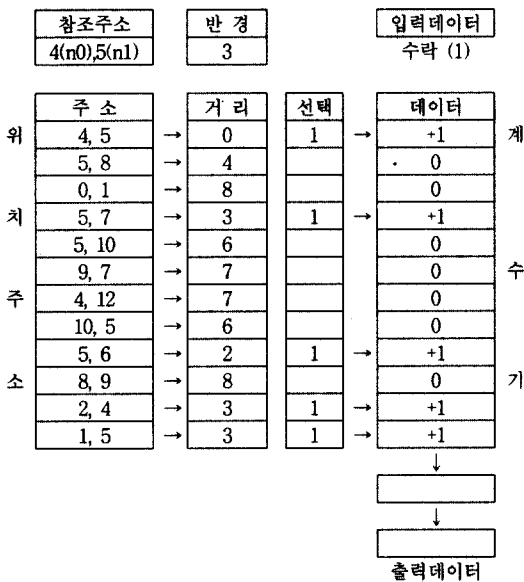 참조주소 반 경 입력데이터
4(n0),5(n1) 3 수락 (1)
주 소 거 리 선택 데이터
위 4, 5 → 0 1 → +1 계
5, 8 → 4 0
0, 1 → 8 0
치 5, 7 → 3 1 → +1
5, 10 → 6 0
9, 7 → 7 0 수
주 4, 12 → 7 0
10, 5 → 6 0
5, 6 → 2 1 → +1
소 8, 9 → 8 0 기
2, 4 → 3 1 → +1
1, 5 → 3 1 → +1
↓
↓
출력데이터